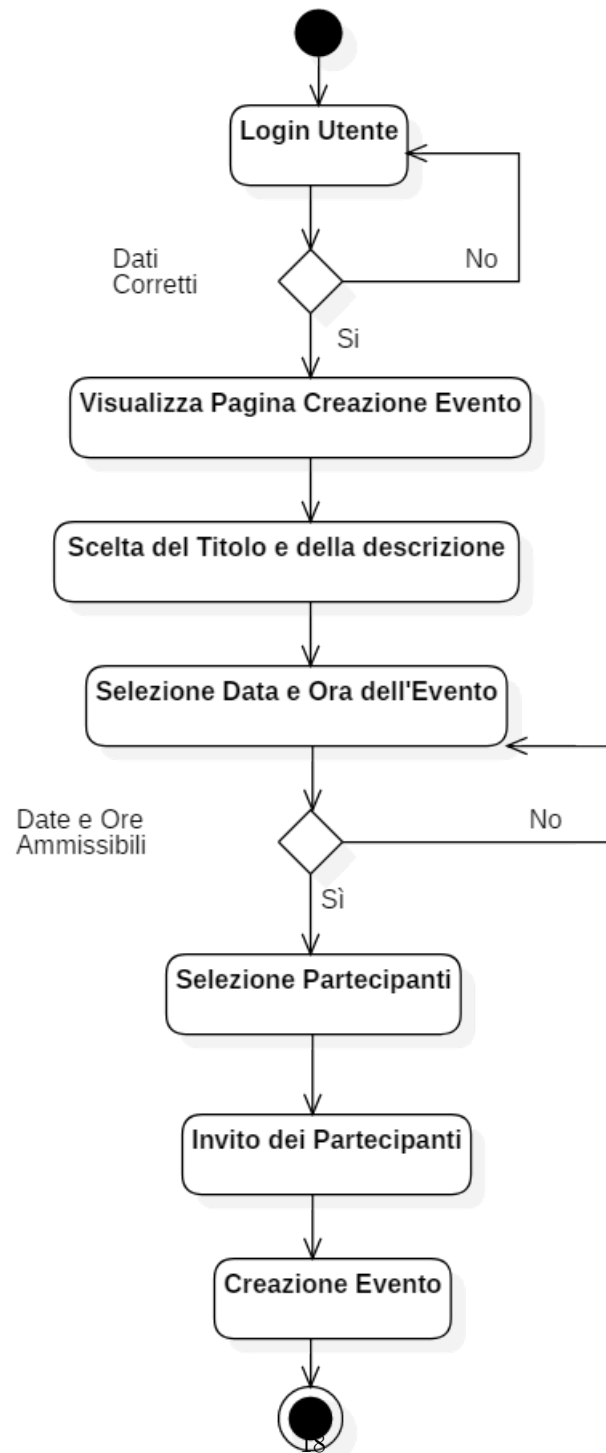 Login Utente
Dati
Corretti
No
Si
Visualizza Pagina Creazione Evento
Scelta del Titolo e della descrizione
Selezione Data e Ora dell'Evento
Date e Ore
Ammissibili
No
Sì
Selezione Partecipanti
Invito dei Partecipanti
Creazione Evento
18